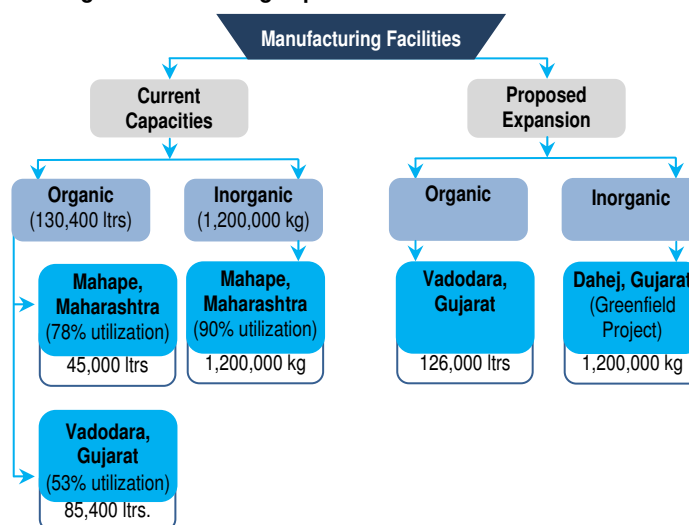 Manufacturing Facilities
Current
Capacities
Proposed
Expansion
Organic
(130,400 ltrs)
Inorganic
(1,200,000 kg)
Organic
Inorganic
Mahape,
Maharashtra
(78% utilization)
45,000 ltrs
Mahape,
Maharashtra
(90% utilization)
1,200,000 kg
Vadodara,
Gujarat
126,000 ltrs
Dahej, Gujarat
(Greenfield
Project)
1,200,000 kg
Vadodara,
Gujarat
(53% utilization)
85,400 ltrs.